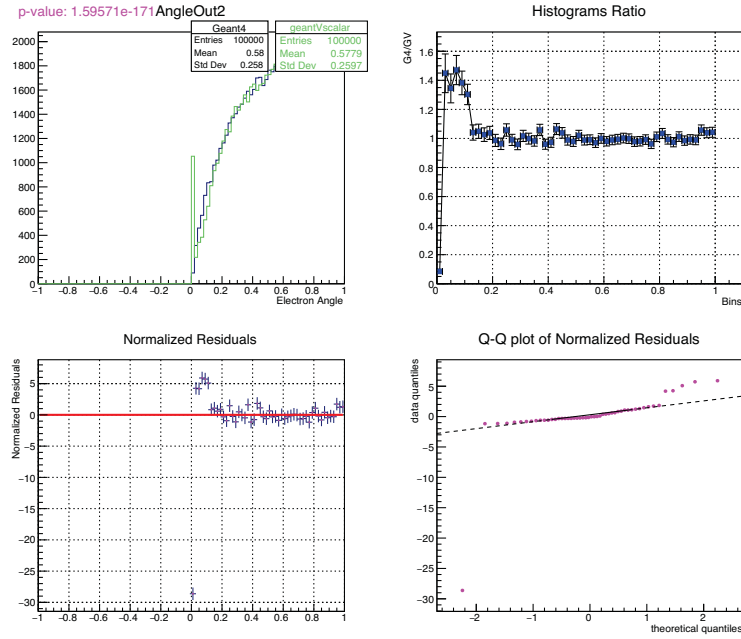 p-value: 1.59571e-171 AngleOut2
Geant4
Entries 100000
Mean 0.58
Std Dev 0.258
geantVscalar
Entries 100000
Mean 0.5779
Std Dev 0.2597
2000
1800
1600
1400
1200
1000
800
600
400
200
0
−1 −0.8 −0.6 −0.4 −0.2 0 0.2 0.4 0.6 0.8 1
Electron Angle
Histograms Ratio
G4/GV
1.6
1.4
1.2
1
0.8
0.6
0.4
0.2
0
0 0.2 0.4 0.6 0.8 1
Bins
Normalized Residuals
Normalized Residuals
5
0
−5
−10
−15
−20
−25
−30
−1 −0.8 −0.6 −0.4 −0.2 0 0.2 0.4 0.6 0.8 1
Q-Q plot of Normalized Residuals
data quantiles
5
0
−5
−10
−15
−20
−25
−30
−2 −1 0 1 2
theoretical quantiles